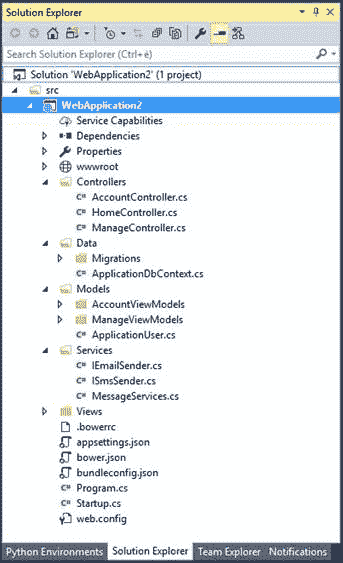 Solution Explorer
Search Solution Explorer (Ctrl+è)
Solution 'WebApplication2' (1 project)
src
WebApplication2
Service Capabilities
Dependencies
Properties
wwwroot
Controllers
C# AccountController.cs
C# HomeController.cs
C# ManageController.cs
Data
Migrations
C# ApplicationDbContext.cs
Models
AccountViewModels
ManageViewModels
C# ApplicationUser.cs
Services
C# IEmailSender.cs
C# ISmsSender.cs
C# MessageServices.cs
Views
.bowerrc
appsettings.json
bower.json
bundleconfig.json
C# Program.cs
C# Startup.cs
web.config
Python Environments Solution Explorer Team Explorer Notifications